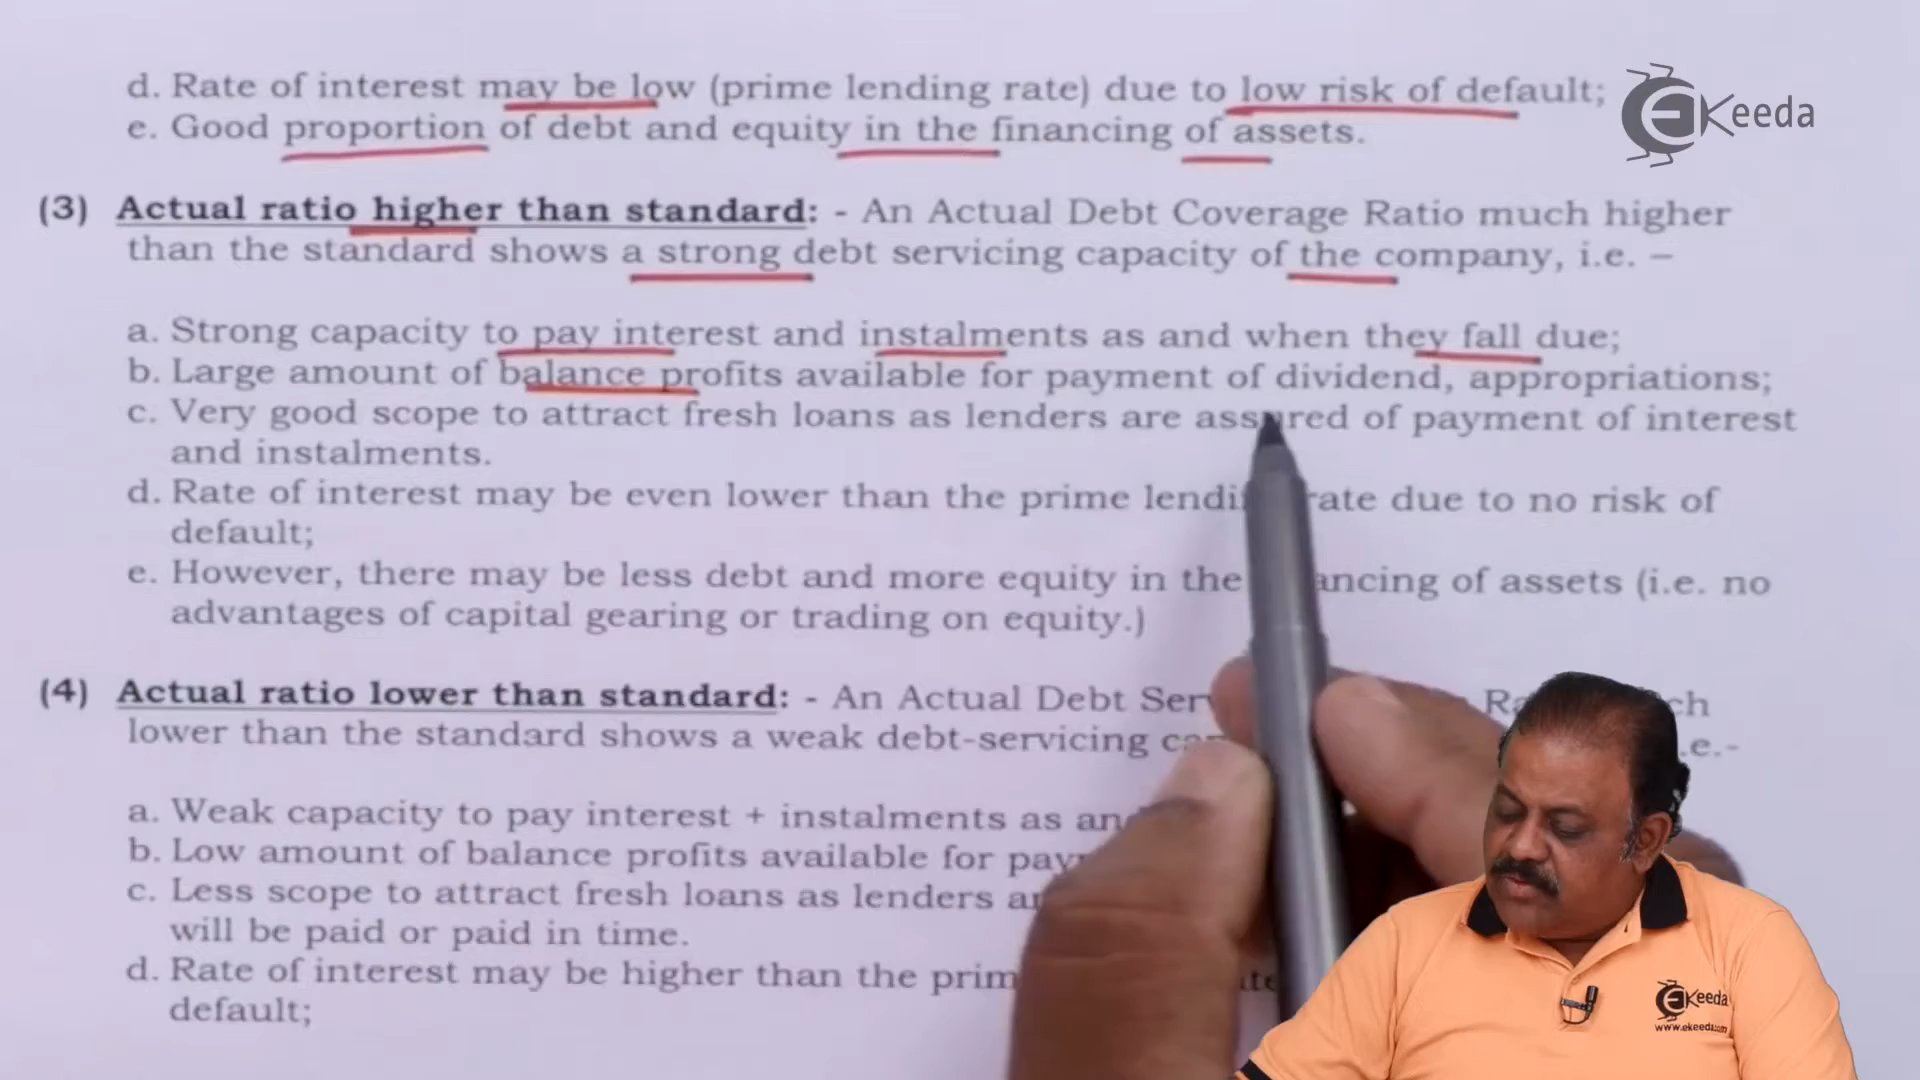 d. Rate of interest may be low (prime lending rate) due to low risk of default;
e. Good proportion of debt and equity in the financing of assets.
EKeeda
(3) Actual ratio higher than standard: - An Actual Debt Coverage Ratio much higher
than the standard shows a strong debt servicing capacity of the company, i.e. –
a. Strong capacity to pay interest and instalments as and when they fall due;
b. Large amount of balance profits available for payment of dividend, appropriations;
c. Very good scope to attract fresh loans as lenders are assured of payment of interest
and instalments.
d. Rate of interest may be even lower than the prime rate due to no risk of
default;
e. However, there may be less debt and more equity in the of assets (i.e. no
advantages of capital gearing or trading on equity.)
(4) Actual ratio lower than standard: - An Actual Debt
lower than the standard shows a weak debt-servicing
a. Weak capacity to pay interest + instalments as
b. Low amount of balance profits available for
c. Less scope to attract fresh loans as lenders
will be paid or paid in time.
d. Rate of interest may be higher than the
default;
EKeeda
www.ekeeda.com